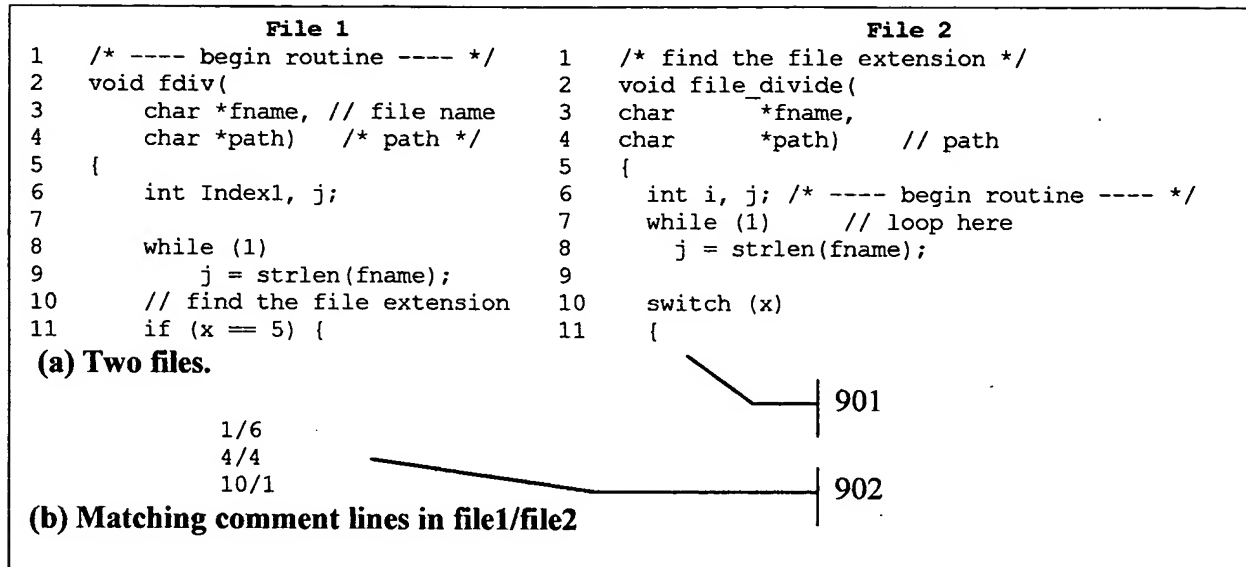 File 1
1 /* ---- begin routine ---- */
2 void fdiv(
3 char *fname, // file name
4 char *path) /* path */
5 {
6 int Index1, j;
7
8 while (1)
9 j = strlen(fname);
10 // find the file extension
11 if (x == 5) {
File 2
1 /* find the file extension */
2 void file_divide(
3 char *fname,
4 char *path) // path
5 {
6 int i, j; /* ---- begin routine ---- */
7 while (1) // loop here
8 j = strlen(fname);
9
10 switch (x)
11 {
(a) Two files.
901
1/6
4/4
10/1
902
(b) Matching comment lines in file1/file2